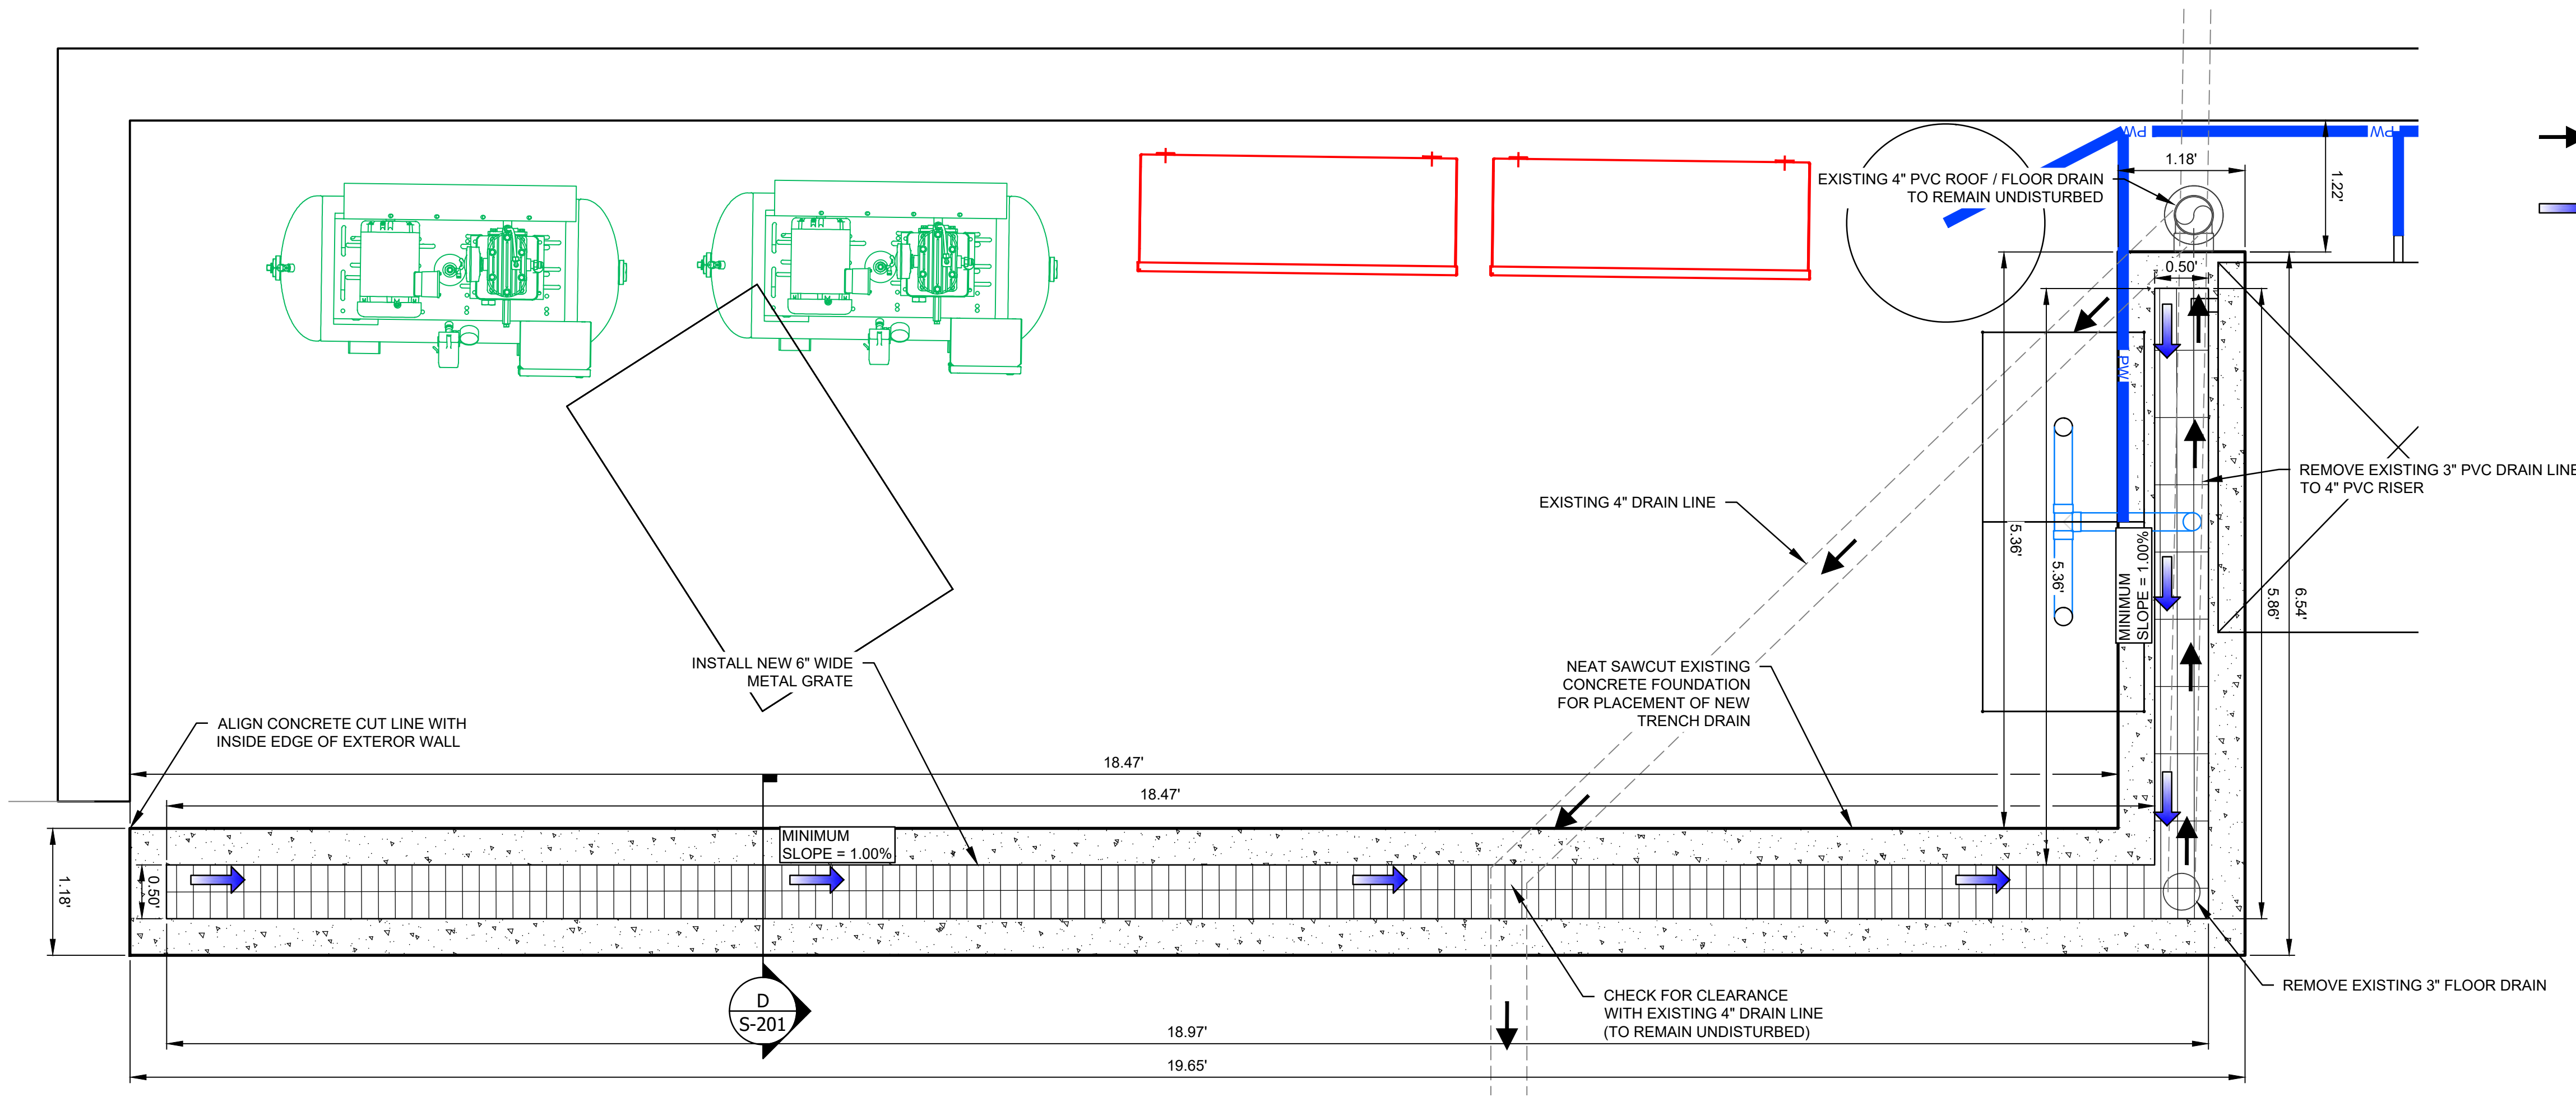 PW
PW
1.18'
1.22'
EXISTING 4" PVC ROOF / FLOOR DRAIN
TO REMAIN UNDISTURBED
0.50'
PW
REMOVE EXISTING 3" PVC DRAIN LINE
TO 4" PVC RISER
EXISTING 4" DRAIN LINE
5.36'
5.36'
MINIMUM
SLOPE = 1.00%
5.86'
6.54'
INSTALL NEW 6" WIDE
METAL GRATE
NEAT SAWCUT EXISTING
CONCRETE FOUNDATION
FOR PLACEMENT OF NEW
TRENCH DRAIN
ALIGN CONCRETE CUT LINE WITH
INSIDE EDGE OF EXTEROR WALL
18.47'
18.47'
MINIMUM
SLOPE = 1.00%
1.18'
0.50'
D
S-201
CHECK FOR CLEARANCE
WITH EXISTING 4" DRAIN LINE
(TO REMAIN UNDISTURBED)
REMOVE EXISTING 3" FLOOR DRAIN
18.97'
19.65'